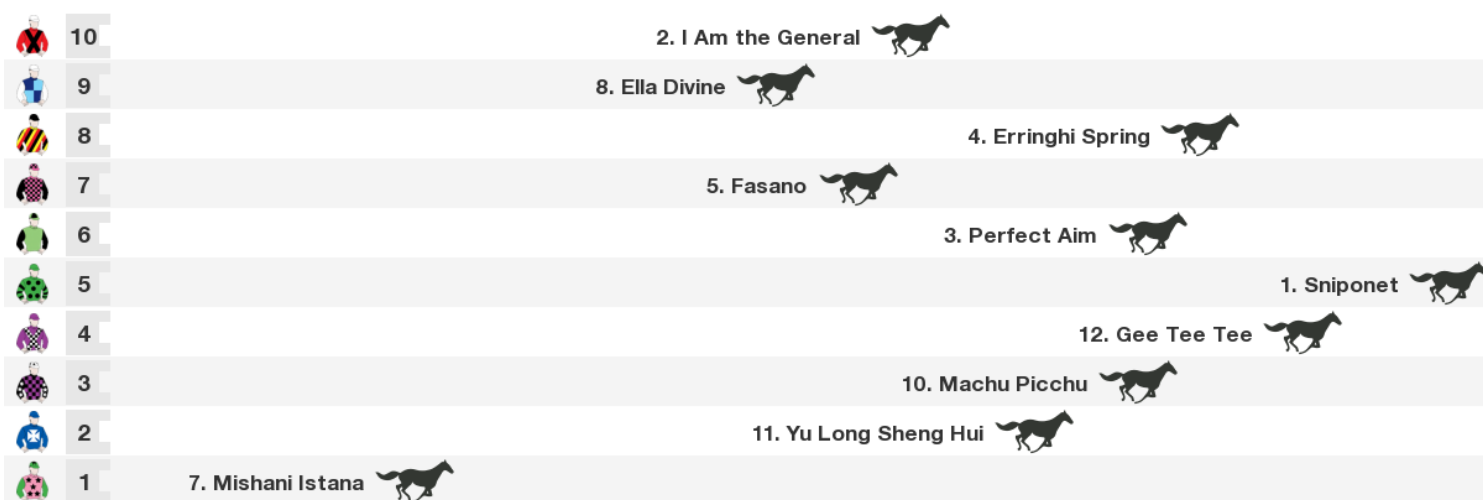 10 2. I Am the General
9 8. Ella Divine
8 4. Erringhi Spring
7 5. Fasano
6 3. Perfect Aim
5 1. Sniponet
4 12. Gee Tee Tee
3 10. Machu Picchu
2 11. Yu Long Sheng Hui
1 7. Mishani Istana